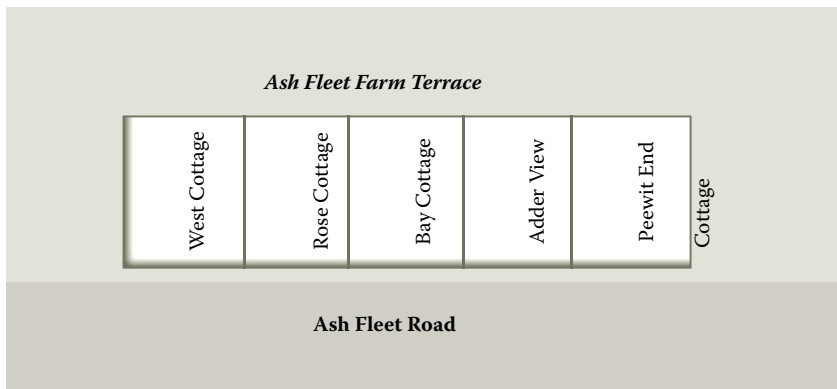 Ash Fleet Farm Terrace
West Cottage
Rose Cottage
Bay Cottage
Adder View
Peewit End
Cottage
Ash Fleet Road